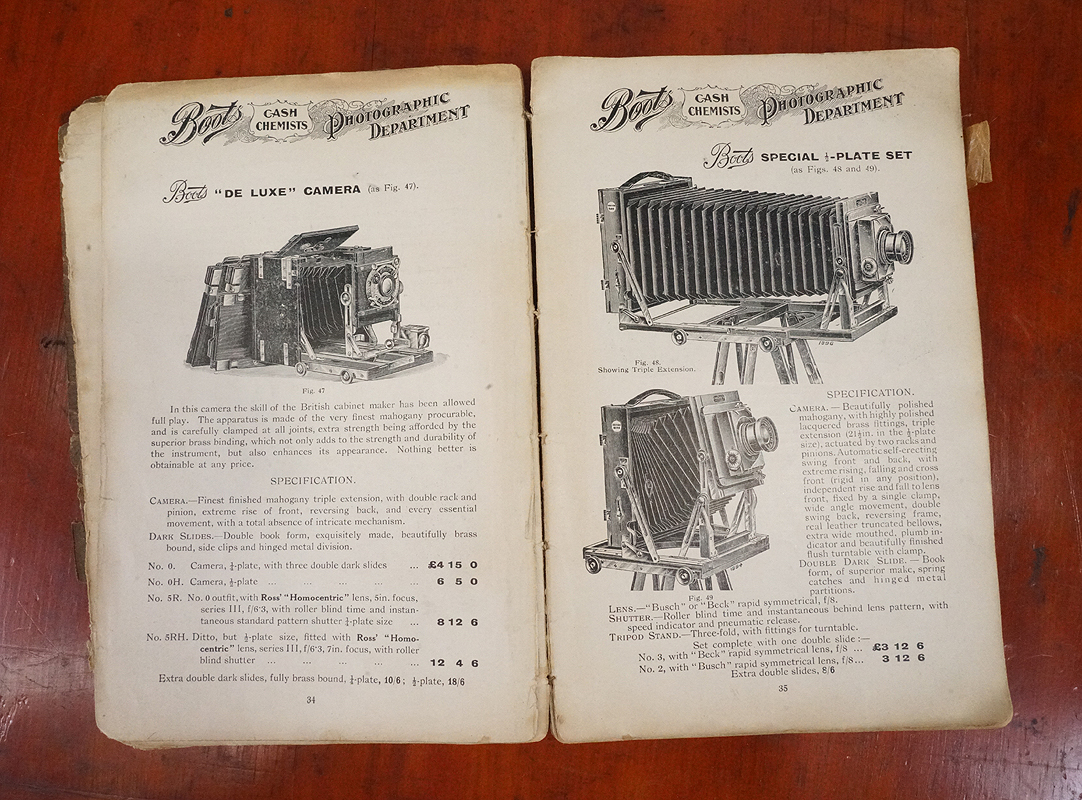 Boots CASH CHEMISTS PHOTOGRAPHIC DEPARTMENT
Boots "DE LUXE" CAMERA (as Fig. 47).
Fig. 47
In this camera the skill of the British cabinet maker has been allowed
full play. The apparatus is made of the very finest mahogany procurable,
and is carefully clamped at all joints, extra strength being afforded by the
superior brass binding, which not only adds to the strength and durability of
the instrument, but also enhances its appearance. Nothing better is
obtainable at any price.
SPECIFICATION.
CAMERA.—Finest finished mahogany triple extension, with double rack and
pinion, extreme rise of front, reversing back, and every essential
movement, with a total absence of intricate mechanism.
DARK SLIDES.—Double book form, exquisitely made, beautifully brass
bound, side clips and hinged metal division.
No. 0. Camera, ¼-plate, with three double dark slides ... £4 15 0
No. 0H. Camera, ½-plate ... ... ... ... 6 5 0
No. 5R. No. 0 outfit, with Ross' "Homocentric" lens, 5in. focus,
series III, f/6·3, with roller blind time and instan-
taneous standard pattern shutter ¼-plate size ... 8 12 6
No. 5RH. Ditto, but ½-plate size, fitted with Ross' "Homo-
centric" lens, series III, f/6·3, 7in. focus, with roller
blind shutter ... ... ... ... 12 4 6
Extra double dark slides, fully brass bound, ¼-plate, 10/6; ½-plate, 18/6
34
Boots CASH CHEMISTS PHOTOGRAPHIC DEPARTMENT
Boots SPECIAL ½-PLATE SET
(as Figs. 48 and 49).
1896
Fig. 48.
Showing Triple Extension.
SPECIFICATION.
CAMERA.—Beautifully polished
mahogany, with highly polished
lacquered brass fittings, triple
extension (21½in. in the ½-plate
size), actuated by two racks and
pinions. Automatic self-erecting
swing front and back, with
extreme rising, falling and cross
front (rigid in any position),
independent rise and fall to lens
front, fixed by a single clamp,
wide angle movement, double
swing back, reversing frame,
real leather truncated bellows,
extra wide mouthed, plumb in-
dicator and beautifully finished
flush turntable with clamp.
DOUBLE DARK SLIDE.—Book
form, of superior make, spring
catches and hinged metal
partitions.
Fig. 49
LENS.—"Busch" or "Beck" rapid symmetrical, f/8.
SHUTTER.—Roller blind time and instantaneous behind lens pattern, with
speed indicator and pneumatic release.
TRIPOD STAND.—Three-fold, with fittings for turntable.
Set complete with one double slide:—
No. 3, with "Beck" rapid symmetrical lens, f/8 ... £3 12 6
No. 2, with "Busch" rapid symmetrical lens, f/8... 3 12 6
Extra double slides, 8/6
35